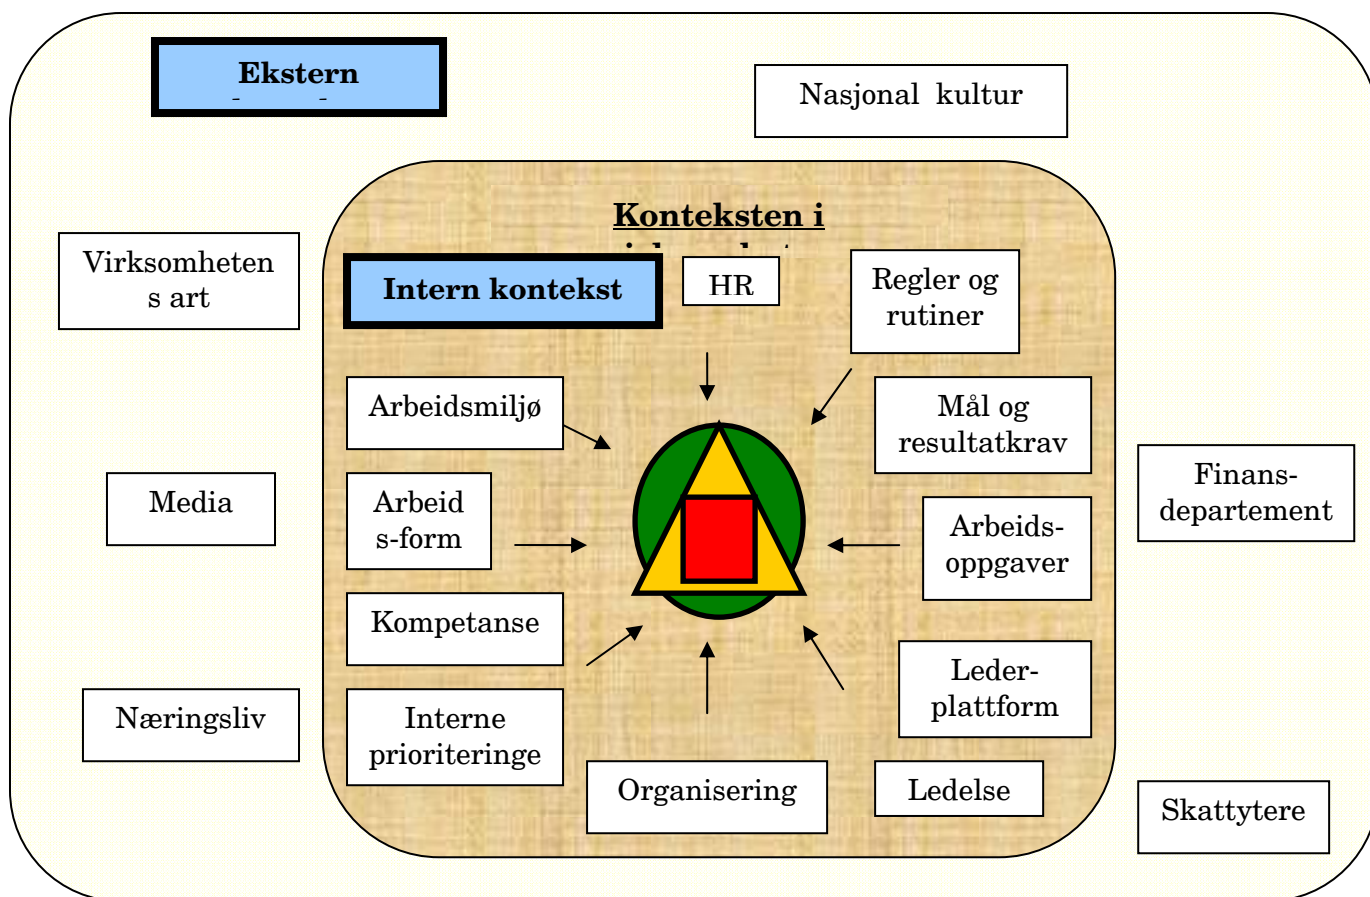 Ekstern
Nasjonal kultur
Konteksten i
Virksomheten
s art
Intern kontekst
HR
Regler og
rutiner
Arbeidsmiljø
Mål og
resultatkrav
Media
Arbeid
s-form
Arbeids-
oppgaver
Finans-
departement
Kompetanse
Leder-
plattform
Næringsliv
Interne
prioriteringe
Organisering
Ledelse
Skattytere